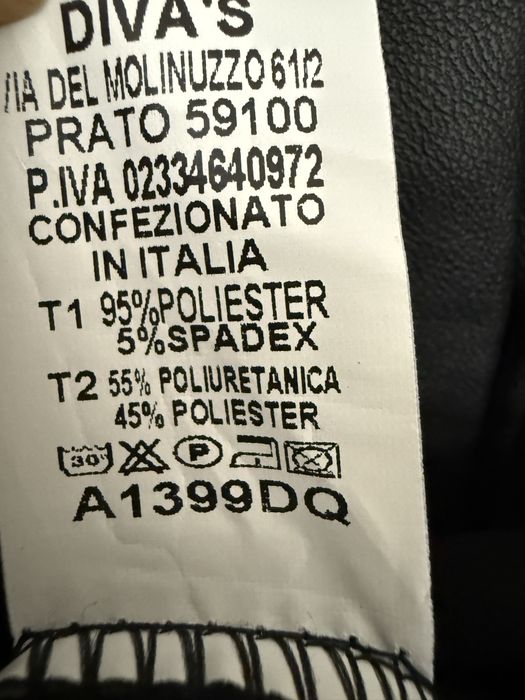 DIVA'S
VIA DEL MOLINUZZO 61/2
PRATO 59100
P.IVA 02334640972
CONFEZIONATO
IN ITALIA
T1 95%POLIESTER
5%SPADEX
T2 55% POLIURETANICA
45% POLIESTER
30° P
A1399DQ